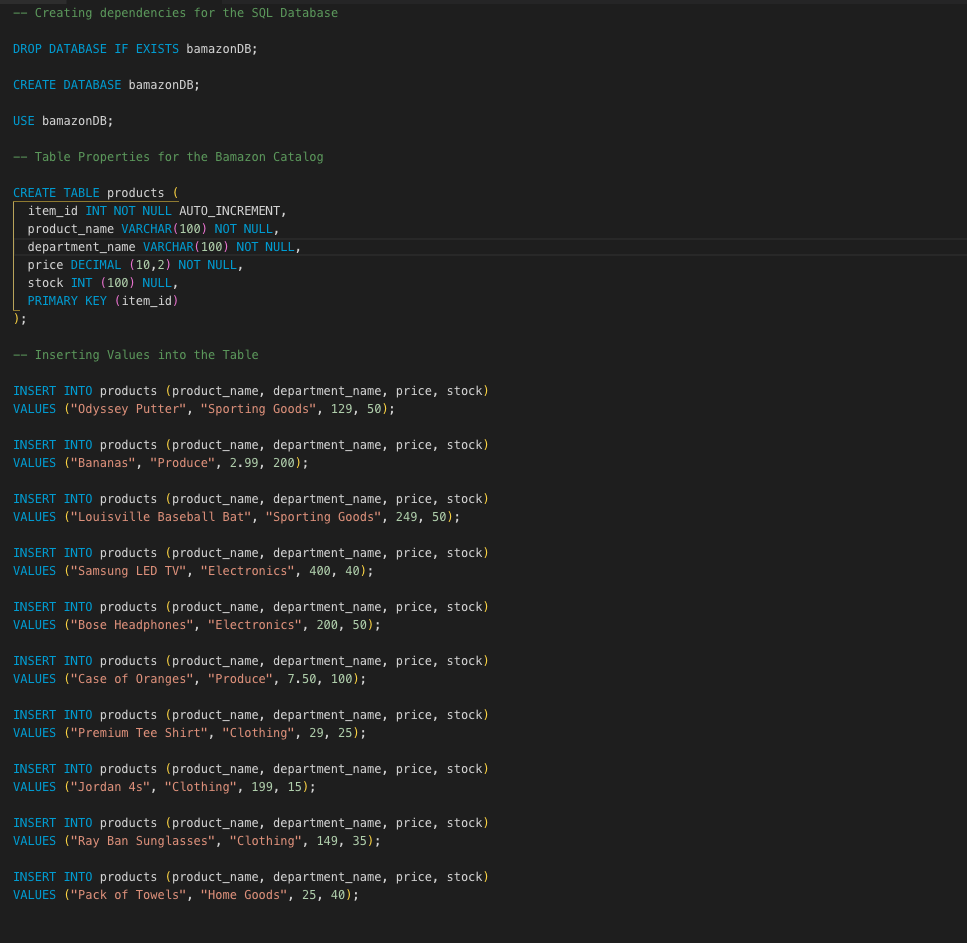 -- Creating dependencies for the SQL Database
DROP DATABASE IF EXISTS bamazonDB;
CREATE DATABASE bamazonDB;
USE bamazonDB;
-- Table Properties for the Bamazon Catalog
CREATE TABLE products (
item_id INT NOT NULL AUTO_INCREMENT,
product_name VARCHAR(100) NOT NULL,
department_name VARCHAR(100) NOT NULL,
price DECIMAL (10,2) NOT NULL,
stock INT (100) NULL,
PRIMARY KEY (item_id)
);
-- Inserting Values into the Table
INSERT INTO products (product_name, department_name, price, stock)
VALUES ("Odyssey Putter", "Sporting Goods", 129, 50);
INSERT INTO products (product_name, department_name, price, stock)
VALUES ("Bananas", "Produce", 2.99, 200);
INSERT INTO products (product_name, department_name, price, stock)
VALUES ("Louisville Baseball Bat", "Sporting Goods", 249, 50);
INSERT INTO products (product_name, department_name, price, stock)
VALUES ("Samsung LED TV", "Electronics", 400, 40);
INSERT INTO products (product_name, department_name, price, stock)
VALUES ("Bose Headphones", "Electronics", 200, 50);
INSERT INTO products (product_name, department_name, price, stock)
VALUES ("Case of Oranges", "Produce", 7.50, 100);
INSERT INTO products (product_name, department_name, price, stock)
VALUES ("Premium Tee Shirt", "Clothing", 29, 25);
INSERT INTO products (product_name, department_name, price, stock)
VALUES ("Jordan 4s", "Clothing", 199, 15);
INSERT INTO products (product_name, department_name, price, stock)
VALUES ("Ray Ban Sunglasses", "Clothing", 149, 35);
INSERT INTO products (product_name, department_name, price, stock)
VALUES ("Pack of Towels", "Home Goods", 25, 40);